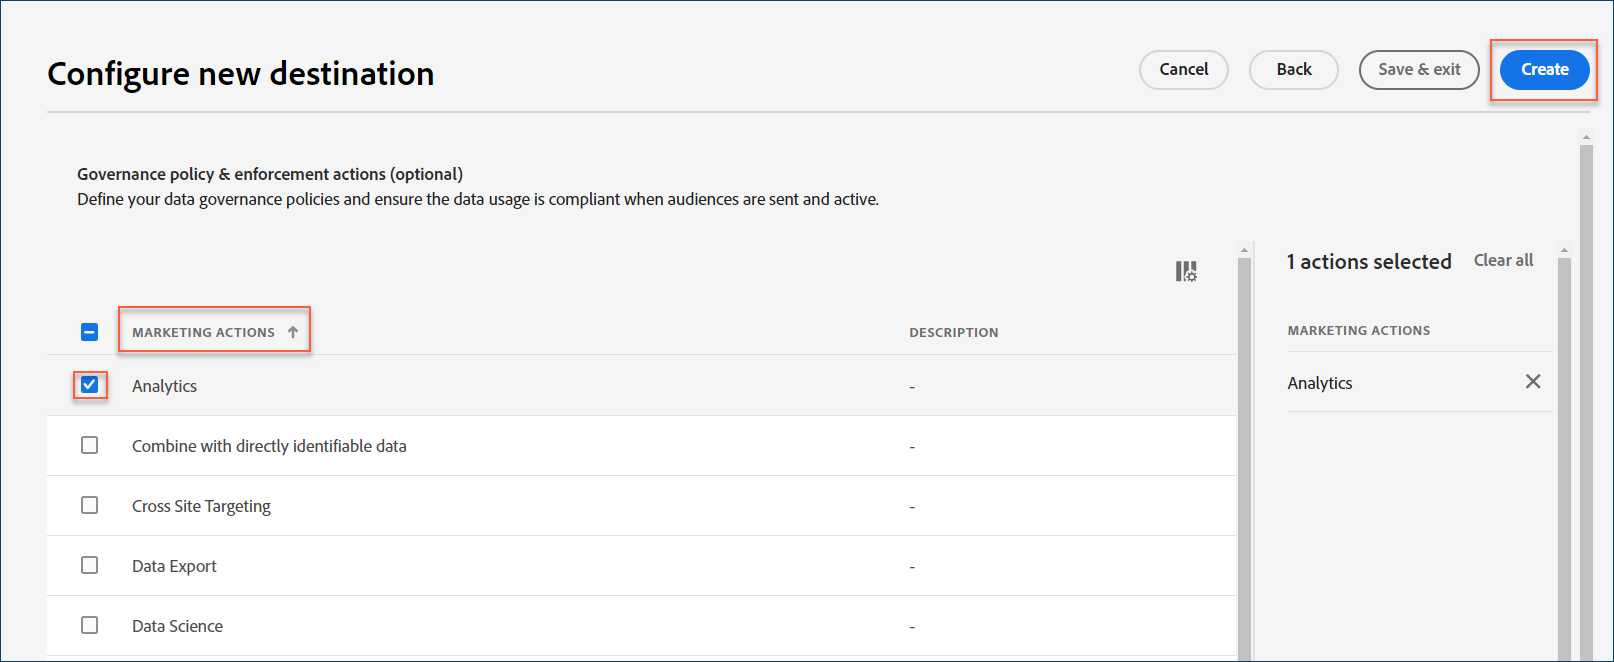 Configure new destination
Cancel
Back
Save & exit
Create
Governance policy & enforcement actions (optional)
Define your data governance policies and ensure the data usage is compliant when audiences are sent and active.
1 actions selected
Clear all
MARKETING ACTIONS
DESCRIPTION
MARKETING ACTIONS
Analytics
-
Analytics
Combine with directly identifiable data
-
Cross Site Targeting
-
Data Export
-
Data Science
-